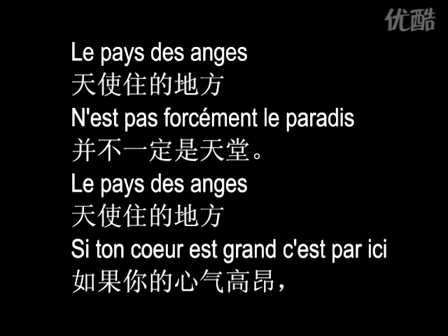 优酷
Le pays des anges
天使住的地方
N'est pas forcément le paradis
并不一定是天堂。
Le pays des anges
天使住的地方
Si ton coeur est grand c'est par ici
如果你的心气高昂，